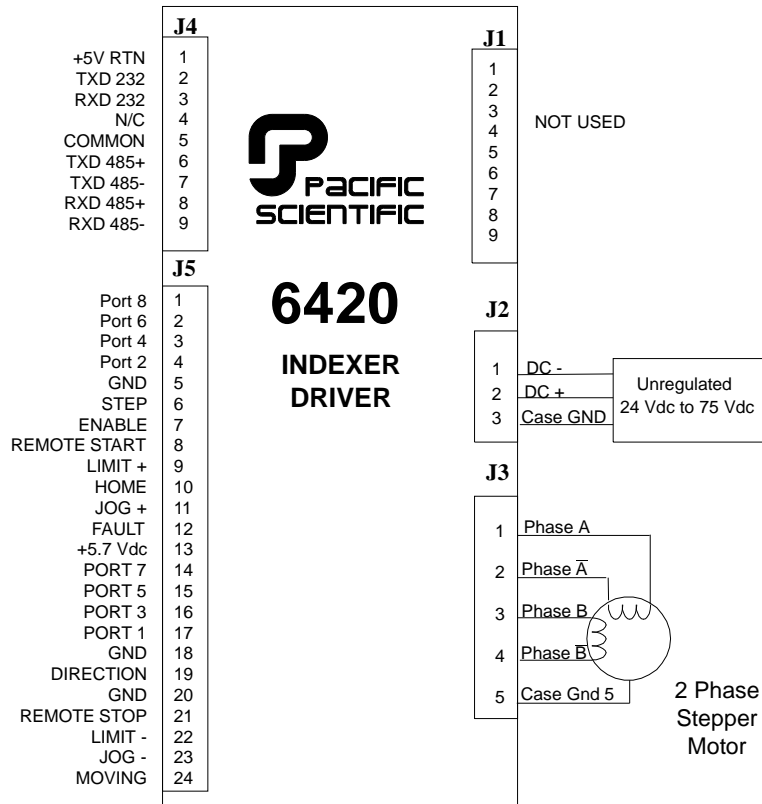 J4
+5V RTN 1
TXD 232 2
RXD 232 3
N/C 4
COMMON 5
TXD 485+ 6
TXD 485- 7
RXD 485+ 8
RXD 485- 9
J5
Port 8 1
Port 6 2
Port 4 3
Port 2 4
GND 5
STEP 6
ENABLE 7
REMOTE START 8
LIMIT + 9
HOME 10
JOG + 11
FAULT 12
+5.7 Vdc 13
PORT 7 14
PORT 5 15
PORT 3 16
PORT 1 17
GND 18
DIRECTION 19
GND 20
REMOTE STOP 21
LIMIT - 22
JOG - 23
MOVING 24
PACIFIC
SCIENTIFIC
6420
INDEXER
DRIVER
J1
1
2
3
4
5
6
7
8
9
NOT USED
J2
1 DC -
2 DC +
3 Case GND
Unregulated
24 Vdc to 75 Vdc
J3
1 Phase A
2 Phase A̅
3 Phase B
4 Phase B̅
5 Case Gnd 5
2 Phase
Stepper
Motor